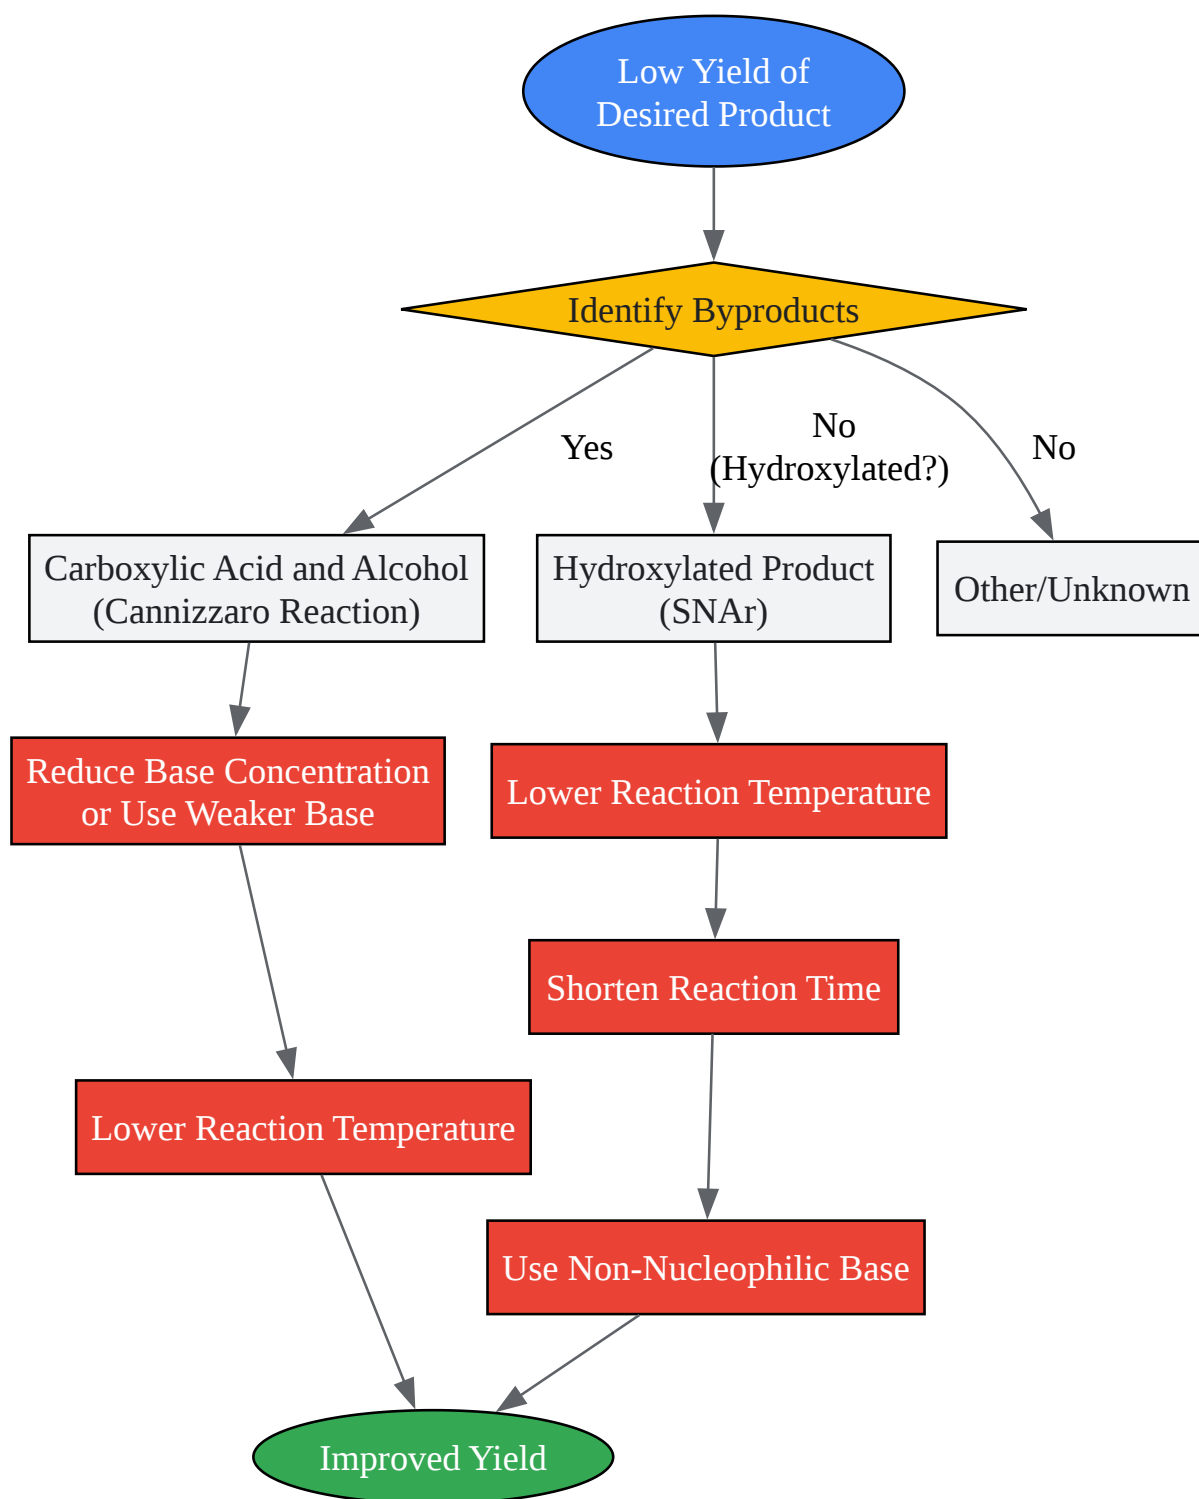 Low Yield of
Desired Product
Identify Byproducts
Yes
No
(Hydroxylated?)
No
Carboxylic Acid and Alcohol
(Cannizzaro Reaction)
Hydroxylated Product
(SNAr)
Other/Unknown
Reduce Base Concentration
or Use Weaker Base
Lower Reaction Temperature
Shorten Reaction Time
Lower Reaction Temperature
Use Non-Nucleophilic Base
Improved Yield